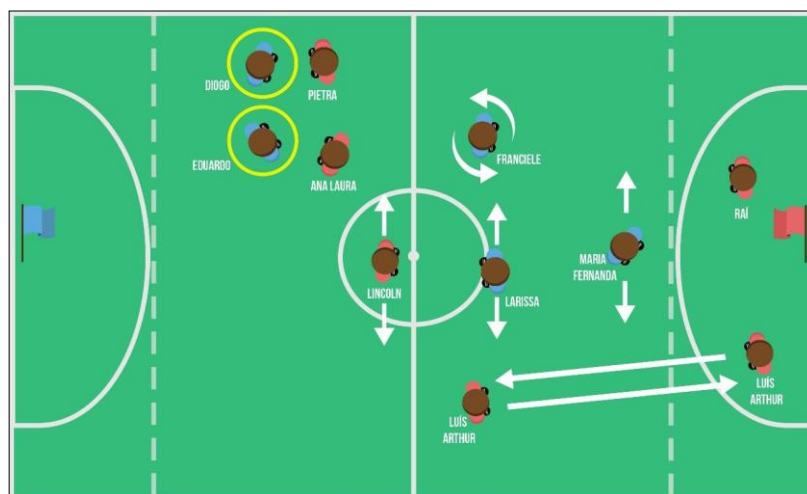 DIOGO
PIETRA
EDUARDO
ANA LAURA
FRANCIELE
RAÍ
LINCOLN
LARISSA
MARIA
FERNANDA
LUÍS
ARTHUR
LUÍS
ARTHUR